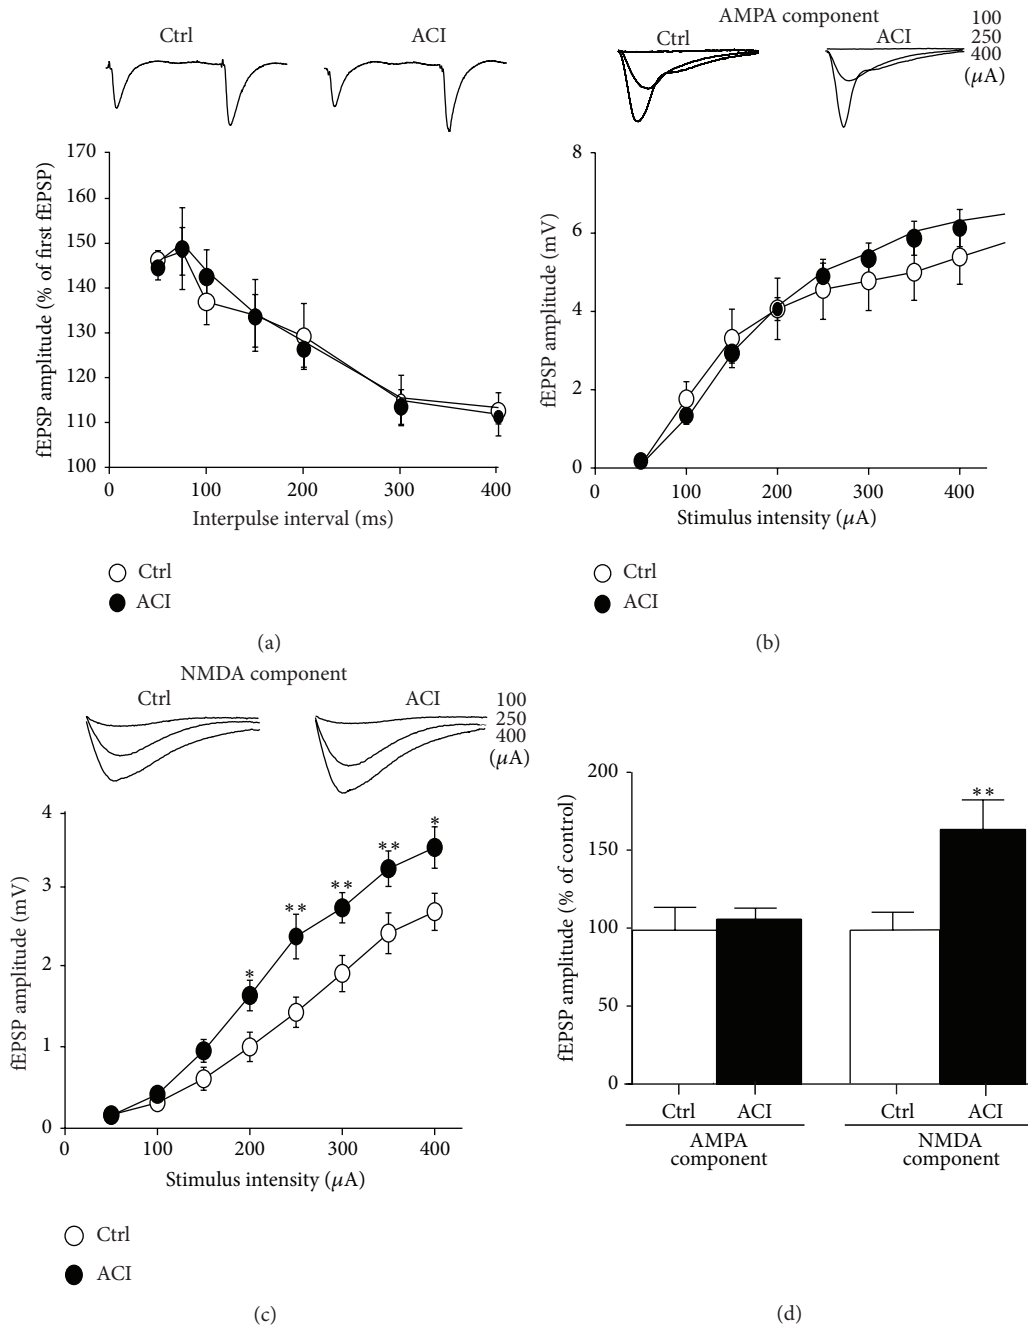 Ctrl
ACI
170
160
150
140
130
120
110
100
0
100
200
300
400
fEPSP amplitude (% of first fEPSP)
Interpulse interval (ms)
Ctrl
ACI
(a)
AMPA component
Ctrl
ACI
100
250
400
(μA)
8
6
4
2
0
0
100
200
300
400
fEPSP amplitude (mV)
Stimulus intensity (μA)
Ctrl
ACI
(b)
NMDA component
Ctrl
ACI
100
250
400
(μA)
4
3
2
1
0
0
100
200
300
400
fEPSP amplitude (mV)
*
**
**
**
*
Stimulus intensity (μA)
Ctrl
ACI
(c)
200
150
100
50
0
fEPSP amplitude (% of control)
**
Ctrl
ACI
Ctrl
ACI
AMPA
component
NMDA
component
(d)